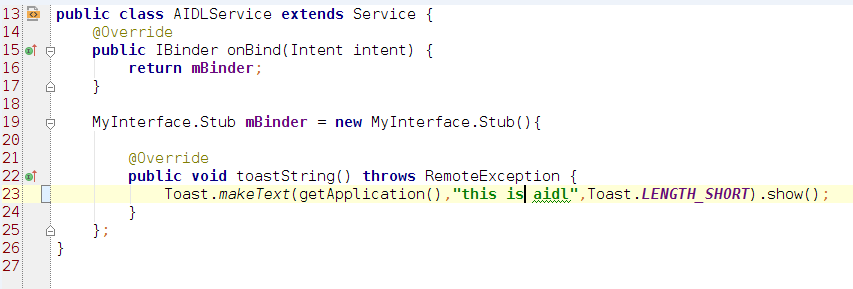 13 public class AIDLService extends Service {
14     @Override
15     public IBinder onBind(Intent intent) {
16         return mBinder;
17     }
18
19     MyInterface.Stub mBinder = new MyInterface.Stub(){
20
21         @Override
22         public void toastString() throws RemoteException {
23             Toast.makeText(getApplication(),"this is aidl",Toast.LENGTH_SHORT).show();
24         }
25     };
26 }
27